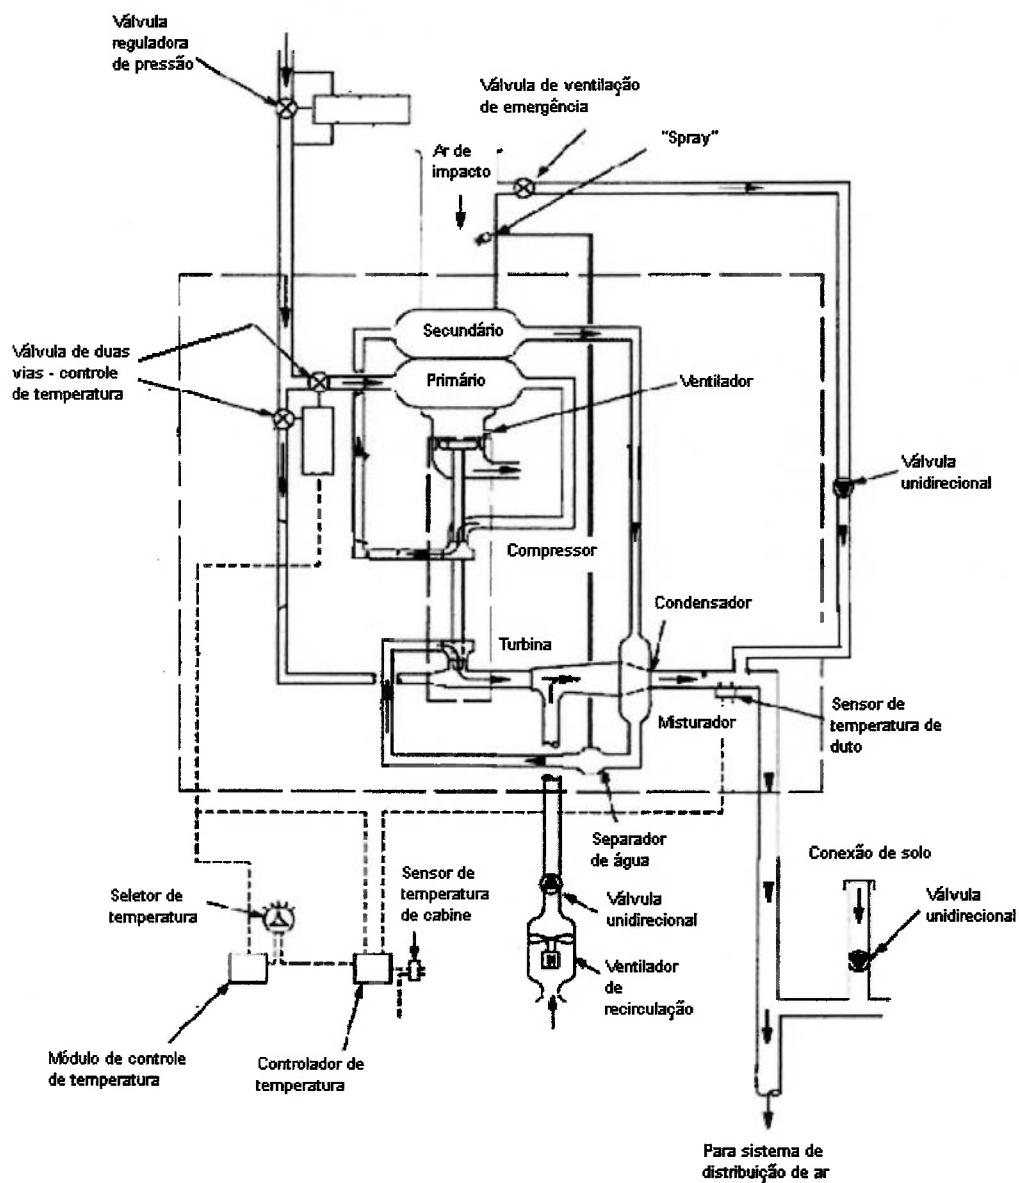 Válvula
reguladora
de pressão
Válvula de ventilação
de emergência
"Spray"
Ar de
impacto
Secundário
Primário
Válvula de duas
vias - controle
de temperatura
Ventilador
Válvula
unidirecional
Compressor
Condensador
Turbina
Misturador
Sensor de
temperatura de
duto
Separador
de água
Conexão de solo
Válvula
unidirecional
Sensor de
temperatura
de cabine
Seletor de
temperatura
Válvula
unidirecional
Ventilador
de
recirculação
Módulo de controle
de temperatura
Controlador de
temperatura
Para sistema de
distribuição de ar